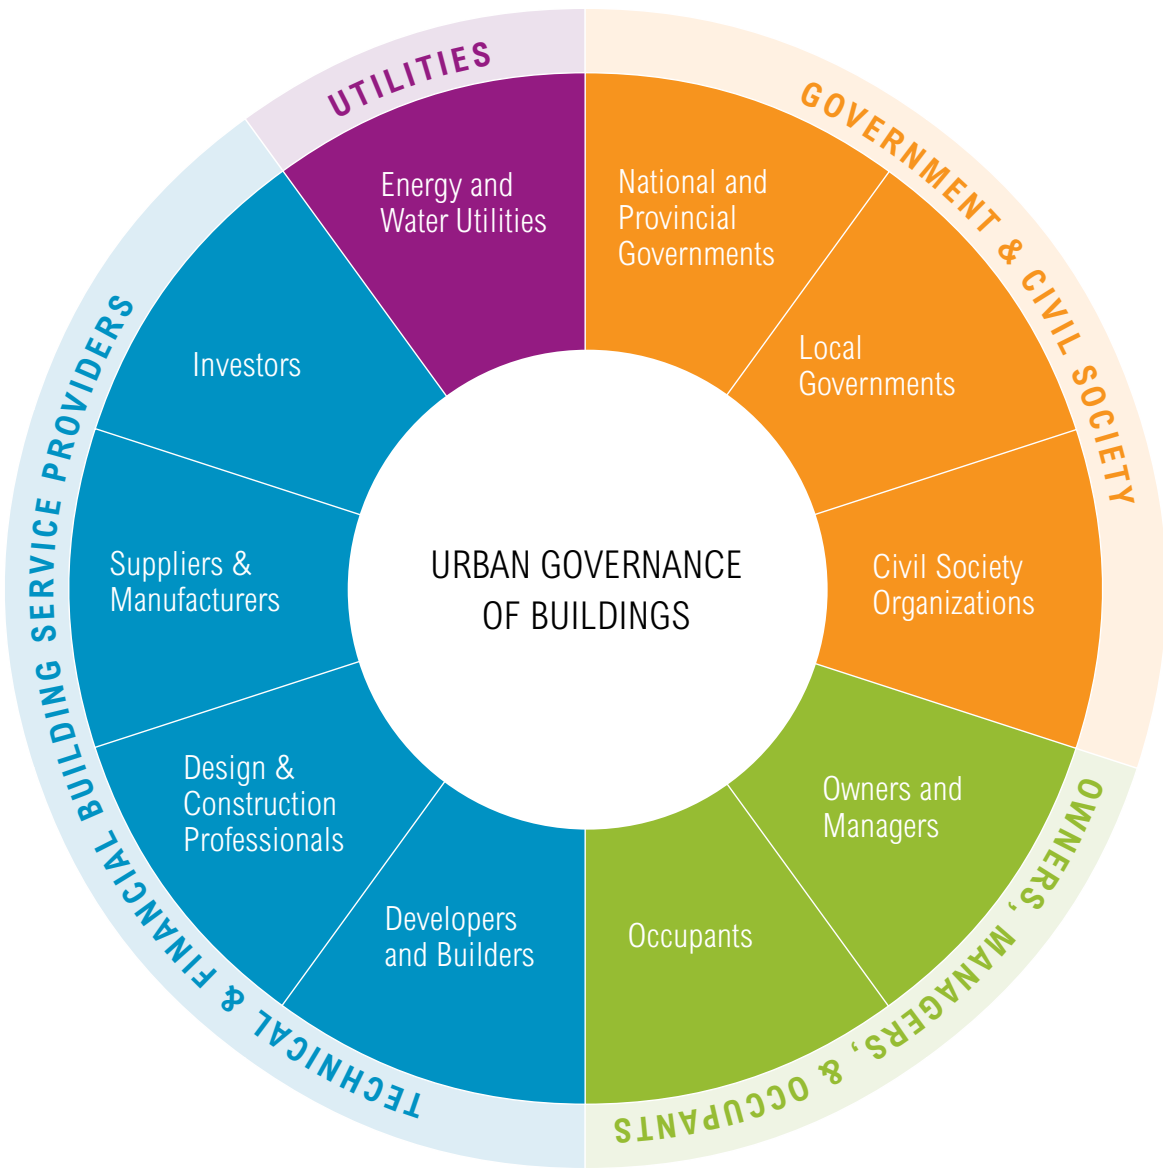 UTILITIES
Energy and
Water Utilities
GOVERNMENT & CIVIL SOCIETY
National and
Provincial
Governments
Local
Governments
Civil Society
Organizations
OWNERS, MANAGERS, & OCCUPANTS
Owners and
Managers
Occupants
TECHNICAL & FINANCIAL BUILDING SERVICE PROVIDERS
Developers
and Builders
Design &
Construction
Professionals
Suppliers &
Manufacturers
Investors
URBAN GOVERNANCE
OF BUILDINGS